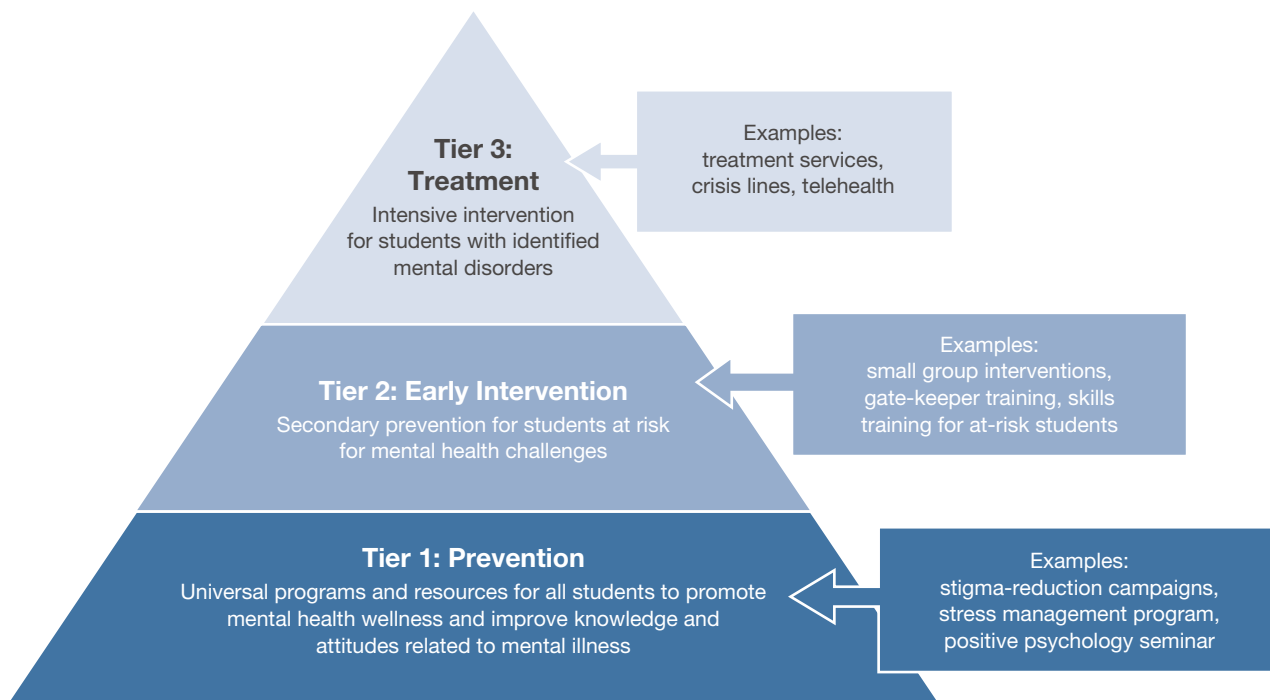 Tier 3:
Treatment
Intensive intervention
for students with identified
mental disorders
Examples:
treatment services,
crisis lines, telehealth
Tier 2: Early Intervention
Secondary prevention for students at risk
for mental health challenges
Examples:
small group interventions,
gate-keeper training, skills
training for at-risk students
Tier 1: Prevention
Universal programs and resources for all students to promote
mental health wellness and improve knowledge and
attitudes related to mental illness
Examples:
stigma-reduction campaigns,
stress management program,
positive psychology seminar